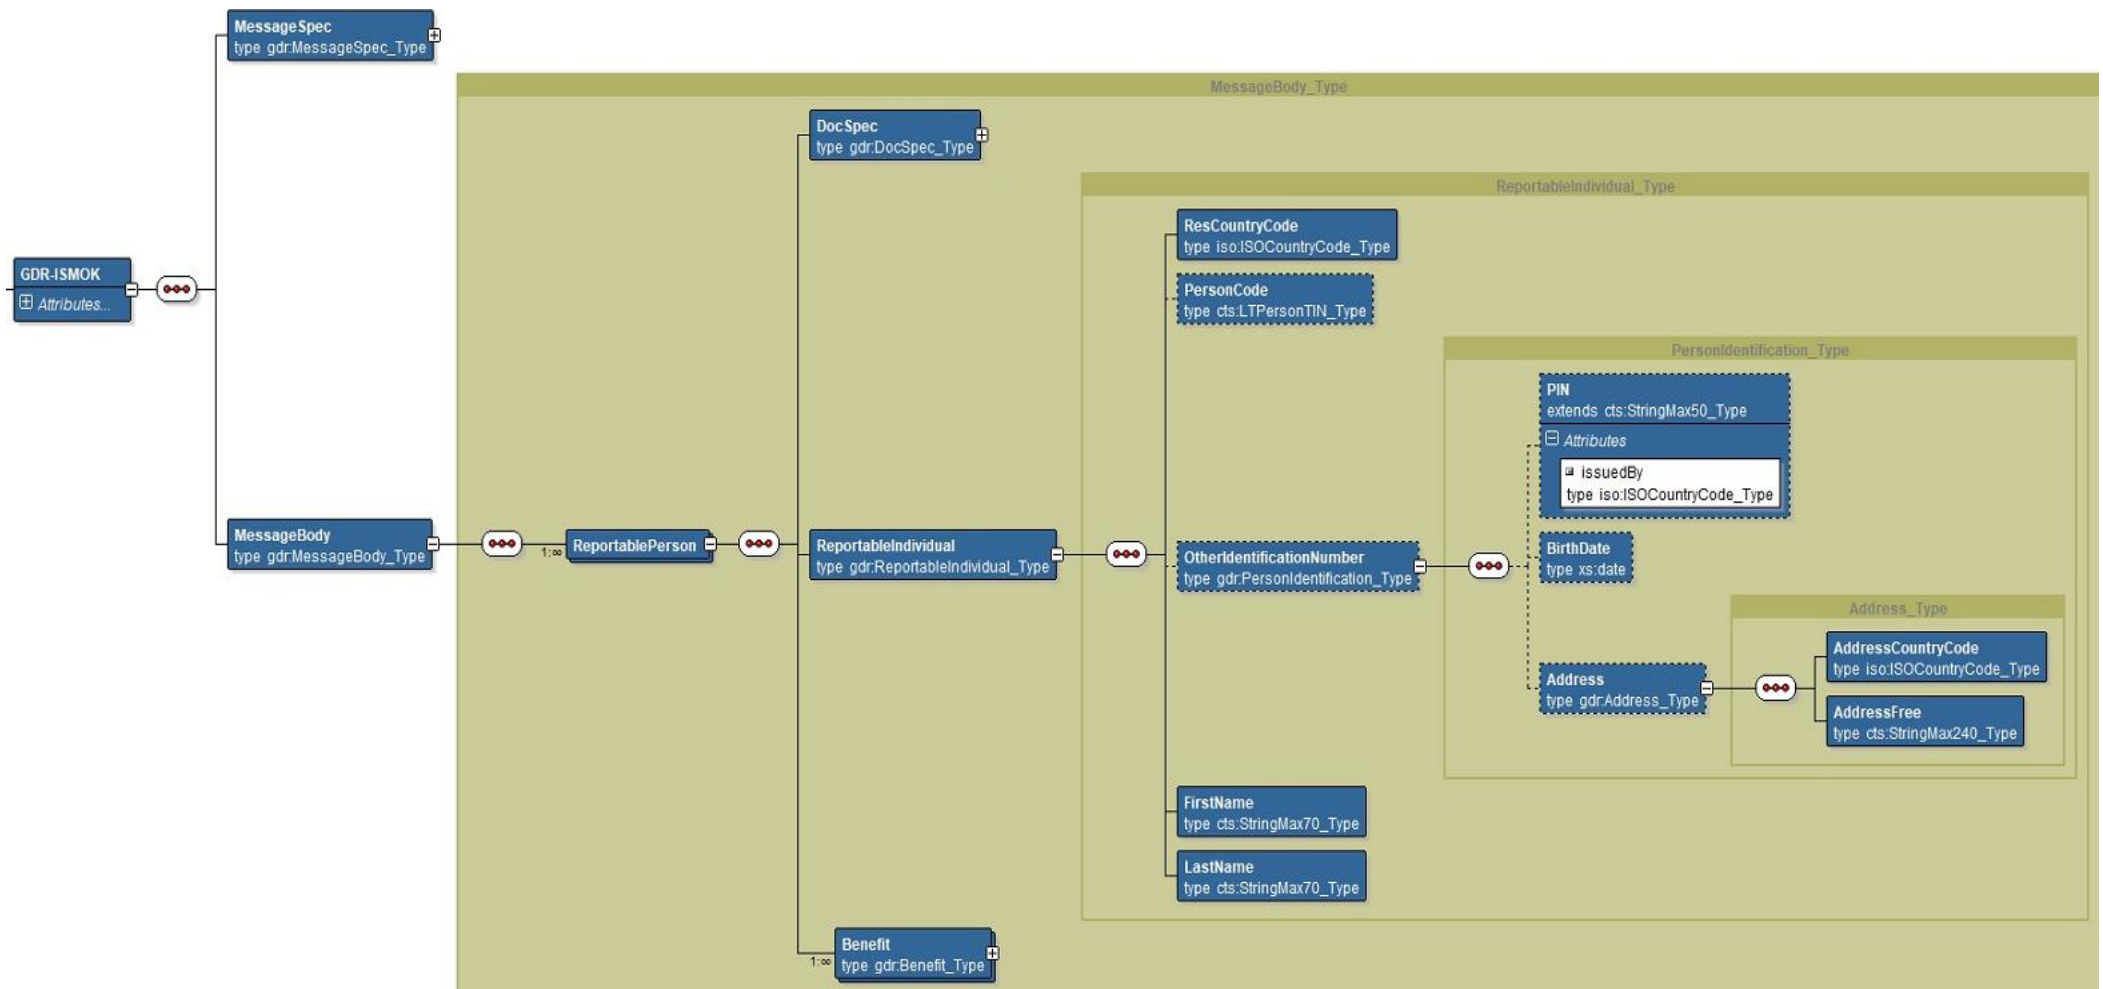 MessageSpec
type gdr:MessageSpec_Type
MessageBody_Type
DocSpec
type gdr:DocSpec_Type
ReportableIndividual_Type
ResCountryCode
type iso:ISOCountryCode_Type
GDR-ISMOK
Attributes...
PersonCode
type cts:LTPersonTIN_Type
PersonIdentification_Type
PIN
extends cts:StringMax50_Type
Attributes
issuedBy
type iso:ISOCountryCode_Type
MessageBody
type gdr:MessageBody_Type
1:∞
ReportablePerson
ReportableIndividual
type gdr:ReportableIndividual_Type
OtherIdentificationNumber
type gdr:PersonIdentification_Type
BirthDate
type xs:date
Address_Type
AddressCountryCode
type iso:ISOCountryCode_Type
Address
type gdr:Address_Type
AddressFree
type cts:StringMax240_Type
FirstName
type cts:StringMax70_Type
LastName
type cts:StringMax70_Type
Benefit
1:∞
type gdr:Benefit_Type